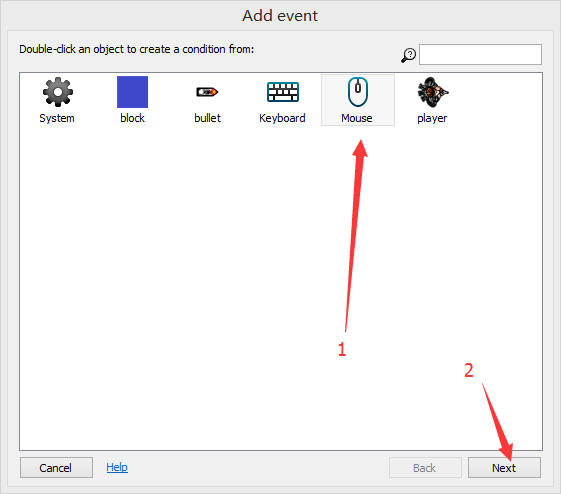 Add event
Double-click an object to create a condition from:
System
block
bullet
Keyboard
Mouse
player
1
2
Cancel
Help
Back
Next